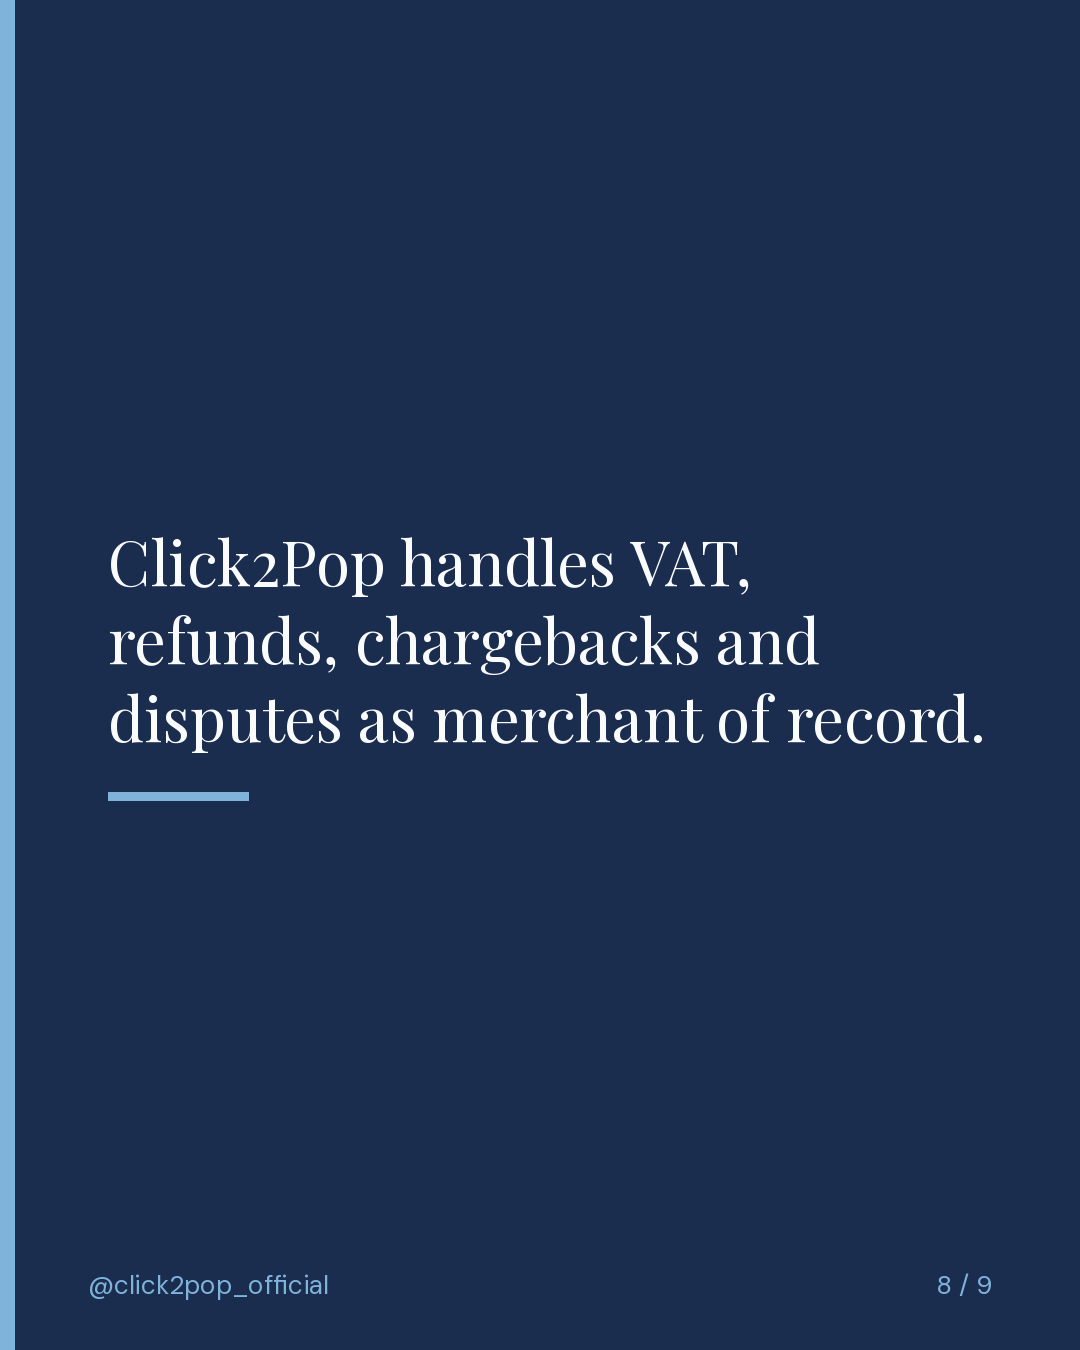 Click2Pop handles VAT,
refunds, chargebacks and
disputes as merchant of record.
@click2pop_official
8 / 9